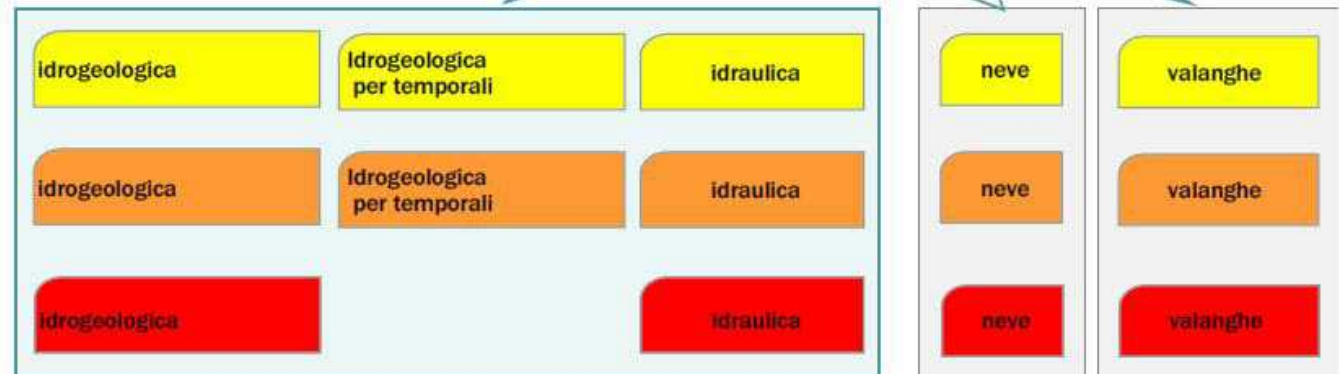 idrogeologica
Idrogeologica
per temporali
idraulica
neve
valanghe
idrogeologica
Idrogeologica
per temporali
idraulica
neve
valanghe
idrogeologica
idraulica
neve
valanghe